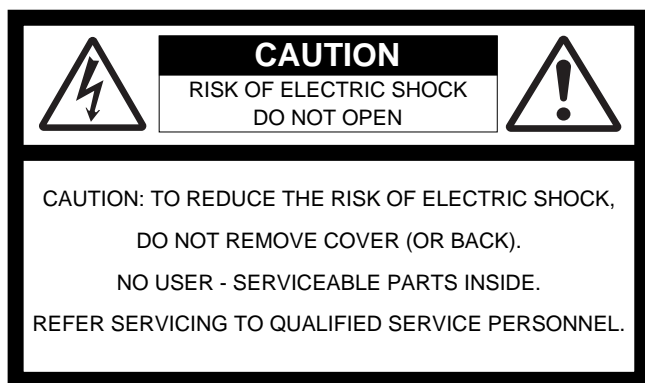 CAUTION
RISK OF ELECTRIC SHOCK
DO NOT OPEN
CAUTION: TO REDUCE THE RISK OF ELECTRIC SHOCK,
DO NOT REMOVE COVER (OR BACK).
NO USER - SERVICEABLE PARTS INSIDE.
REFER SERVICING TO QUALIFIED SERVICE PERSONNEL.